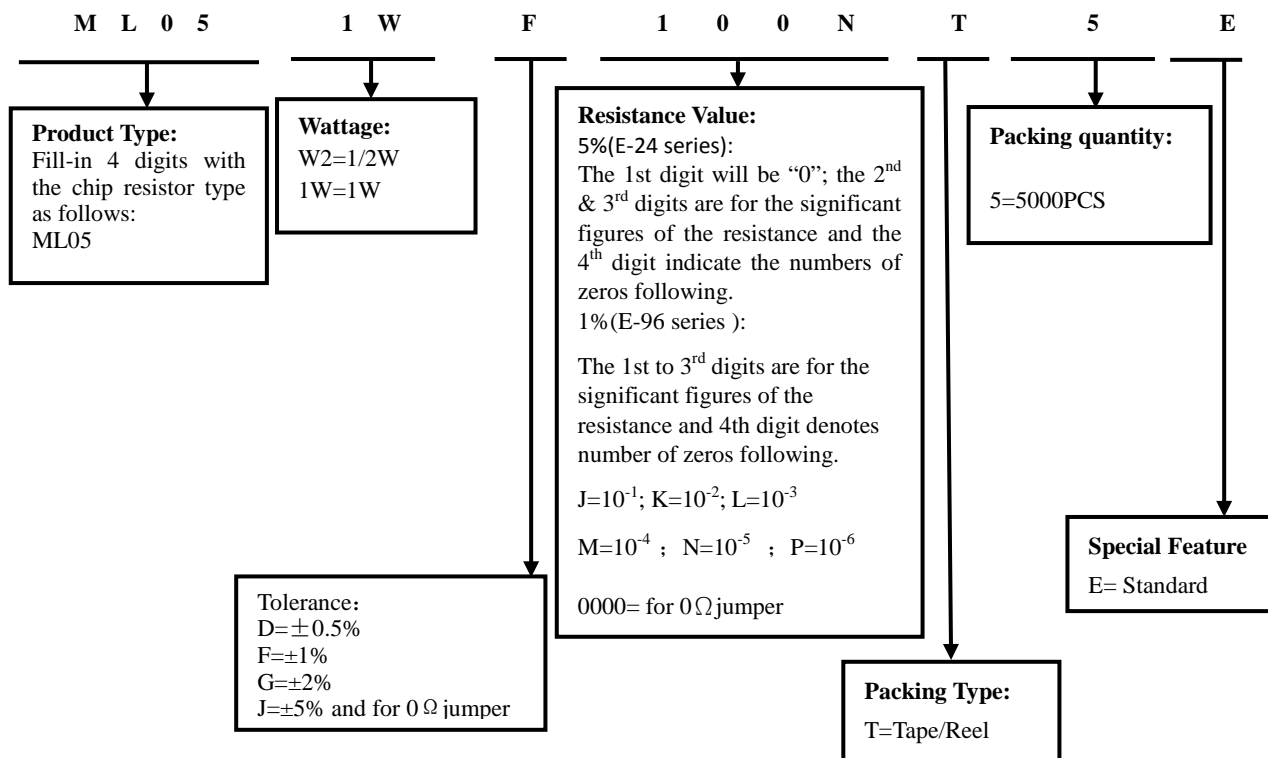 M L 0 5 1 W F 1 0 0 N T 5 E
Product Type:
Fill-in 4 digits with
the chip resistor type
as follows:
ML05
Wattage:
W2=1/2W
1W=1W
Resistance Value:
5%(E-24 series):
The 1st digit will be “0”; the 2nd
& 3rd digits are for the significant
figures of the resistance and the
4th digit indicate the numbers of
zeros following.
1%(E-96 series ):
The 1st to 3rd digits are for the
significant figures of the
resistance and 4th digit denotes
number of zeros following.
J=10-1; K=10-2; L=10-3
M=10-4 ；N=10-5 ；P=10-6
0000= for 0Ω jumper
Packing quantity:
5=5000PCS
Special Feature
E= Standard
Tolerance：
D=±0.5%
F=±1%
G=±2%
J=±5% and for 0 Ω jumper
Packing Type:
T=Tape/Reel